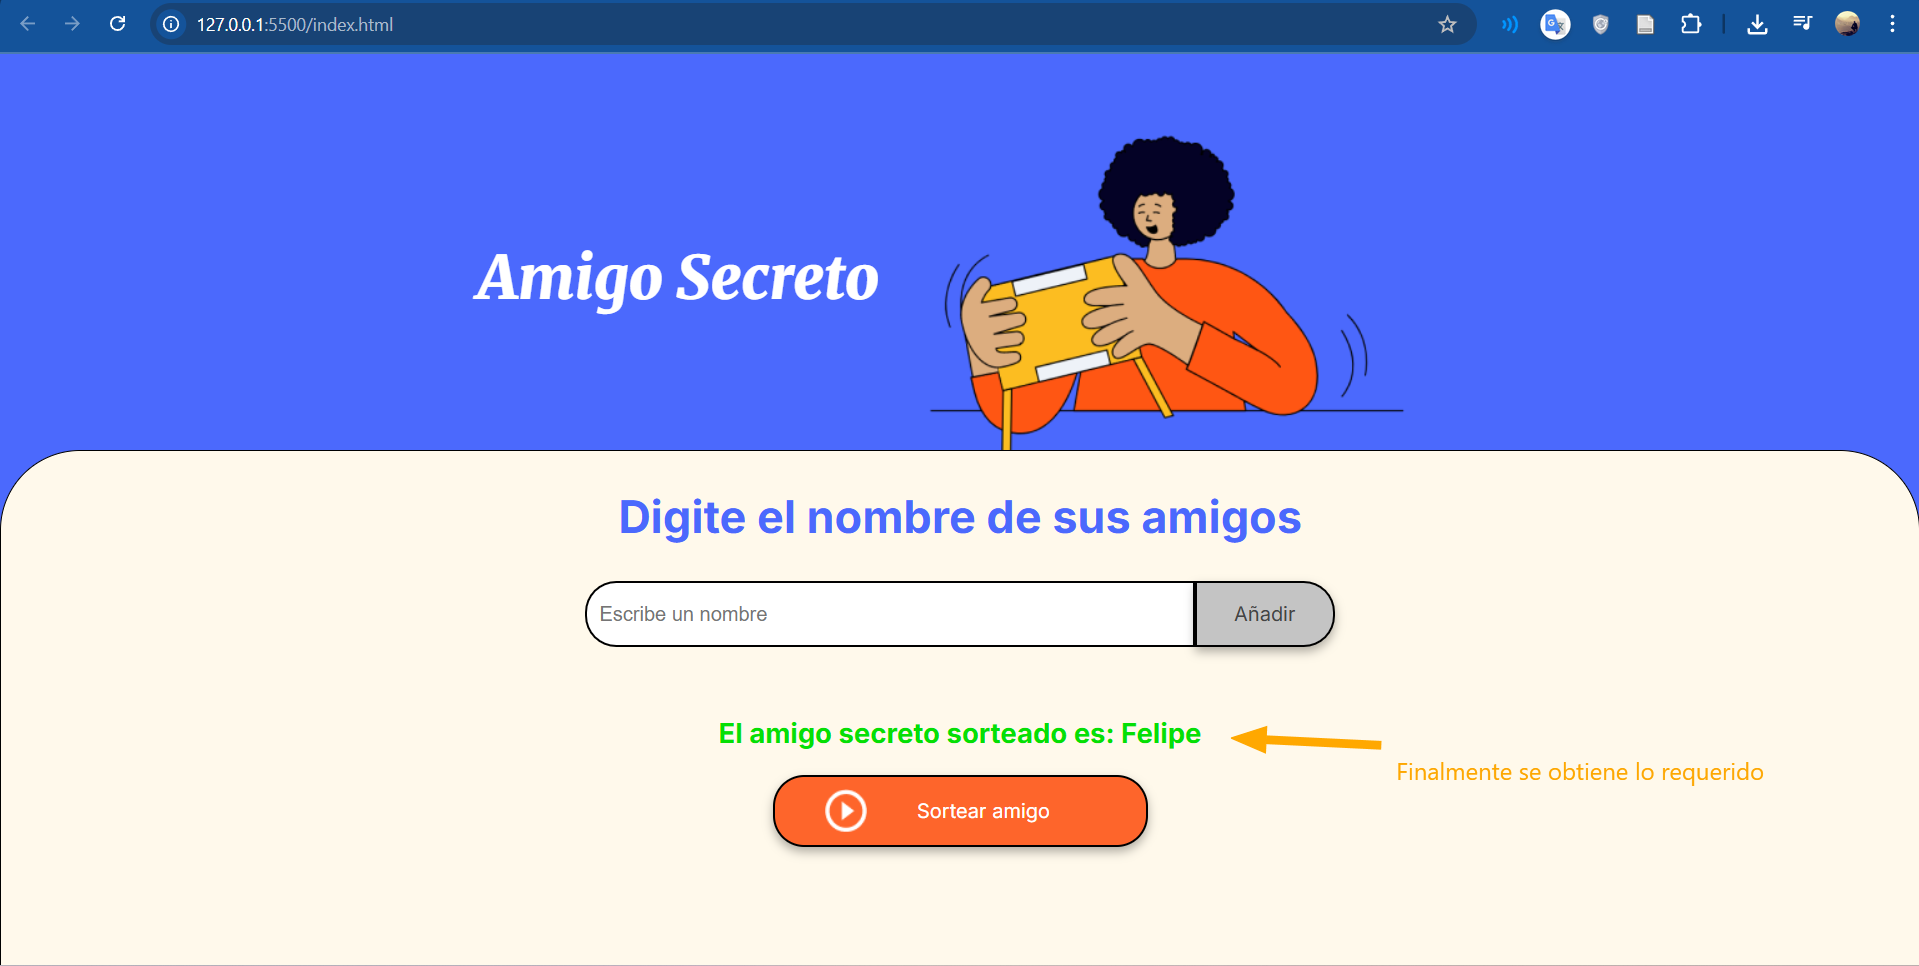 127.0.0.1:5500/index.html
Amigo Secreto
Digite el nombre de sus amigos
Escribe un nombre
Añadir
El amigo secreto sorteado es: Felipe
Finalmente se obtiene lo requerido
Sortear amigo